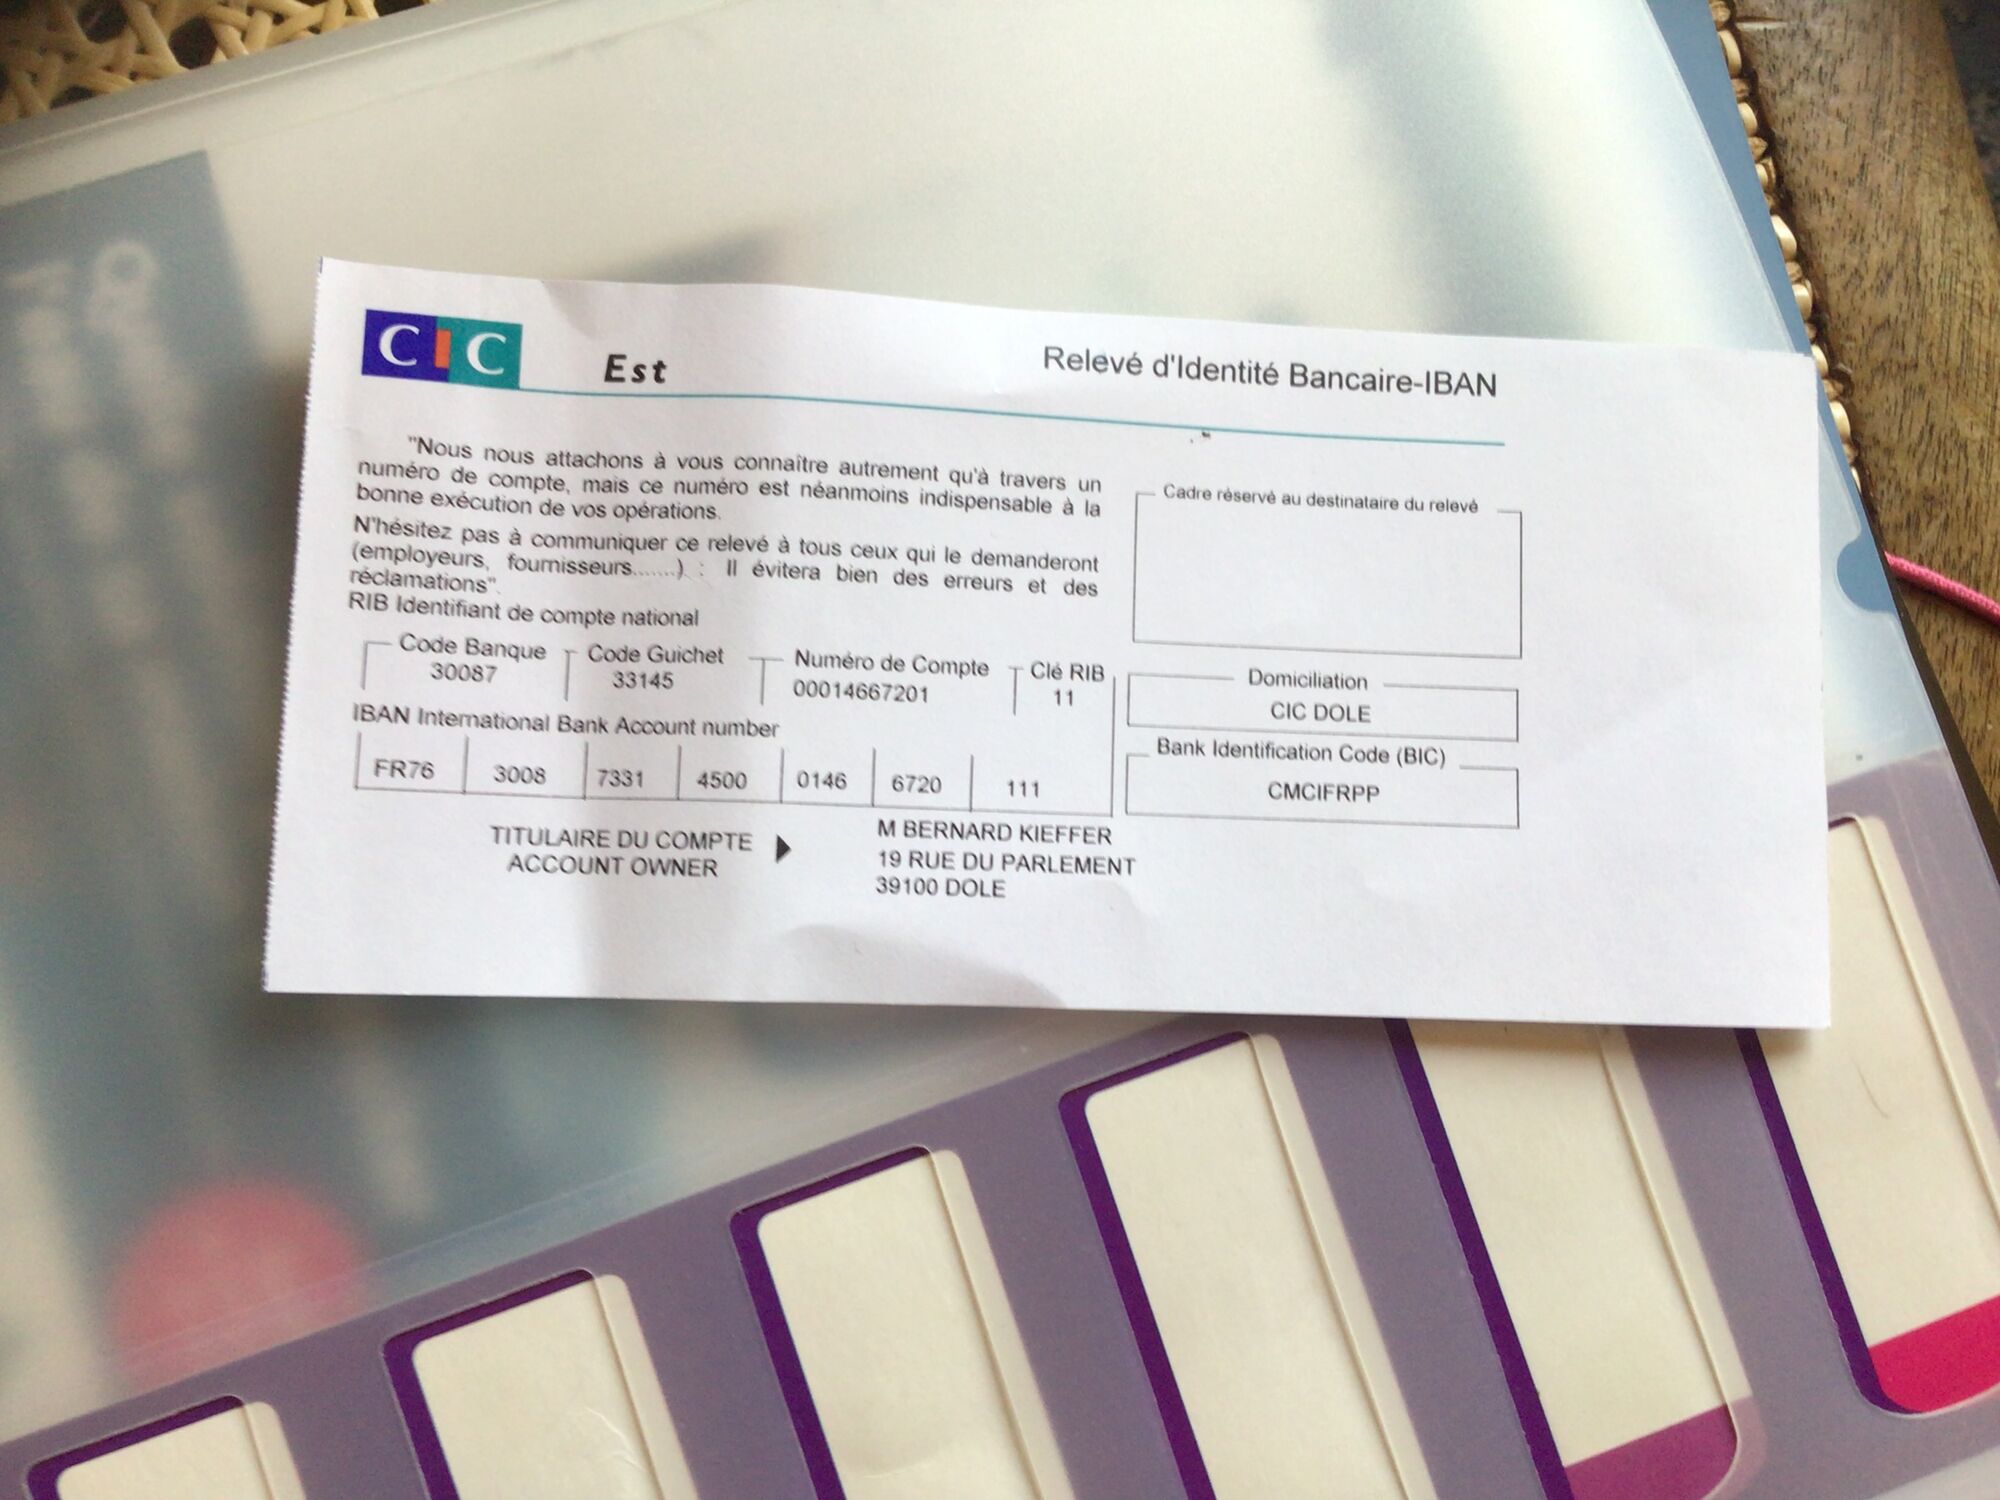 CIC Est
Relevé d'Identité Bancaire-IBAN
"Nous nous attachons à vous connaître autrement qu'à travers un
numéro de compte, mais ce numéro est néanmoins indispensable à la
bonne exécution de vos opérations.
N'hésitez pas à communiquer ce relevé à tous ceux qui le demanderont
(employeurs, fournisseurs.......) : Il évitera bien des erreurs et des
réclamations".
Cadre réservé au destinataire du relevé
RIB Identifiant de compte national
Code Banque Code Guichet Numéro de Compte Clé RIB
30087 33145 00014667201 11
Domiciliation
CIC DOLE
IBAN International Bank Account number
FR76 3008 7331 4500 0146 6720 111
Bank Identification Code (BIC)
CMCIFRPP
TITULAIRE DU COMPTE
ACCOUNT OWNER
M BERNARD KIEFFER
19 RUE DU PARLEMENT
39100 DOLE